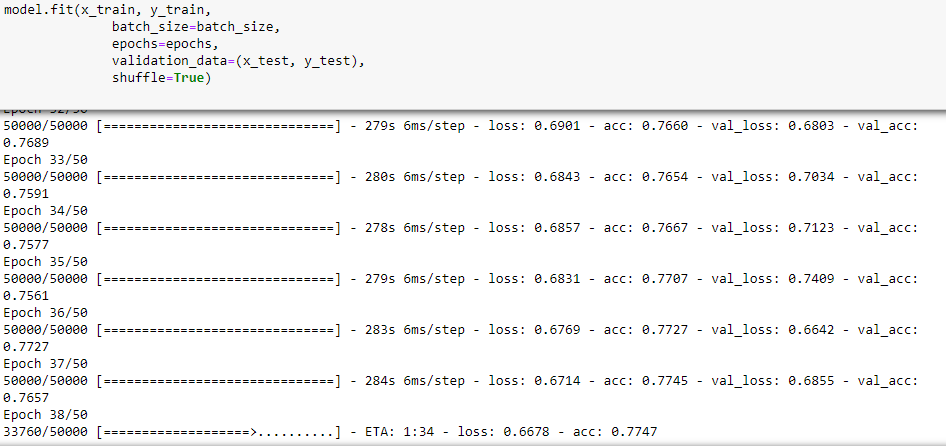 model.fit(x_train, y_train,
batch_size=batch_size,
epochs=epochs,
validation_data=(x_test, y_test),
shuffle=True)
Epoch 32/50
50000/50000 [==============================] - 279s 6ms/step - loss: 0.6901 - acc: 0.7660 - val_loss: 0.6803 - val_acc:
0.7689
Epoch 33/50
50000/50000 [==============================] - 280s 6ms/step - loss: 0.6843 - acc: 0.7654 - val_loss: 0.7034 - val_acc:
0.7591
Epoch 34/50
50000/50000 [==============================] - 278s 6ms/step - loss: 0.6857 - acc: 0.7667 - val_loss: 0.7123 - val_acc:
0.7577
Epoch 35/50
50000/50000 [==============================] - 279s 6ms/step - loss: 0.6831 - acc: 0.7707 - val_loss: 0.7409 - val_acc:
0.7561
Epoch 36/50
50000/50000 [==============================] - 283s 6ms/step - loss: 0.6769 - acc: 0.7727 - val_loss: 0.6642 - val_acc:
0.7727
Epoch 37/50
50000/50000 [==============================] - 284s 6ms/step - loss: 0.6714 - acc: 0.7745 - val_loss: 0.6855 - val_acc:
0.7657
Epoch 38/50
33760/50000 [===================>..........] - ETA: 1:34 - loss: 0.6678 - acc: 0.7747